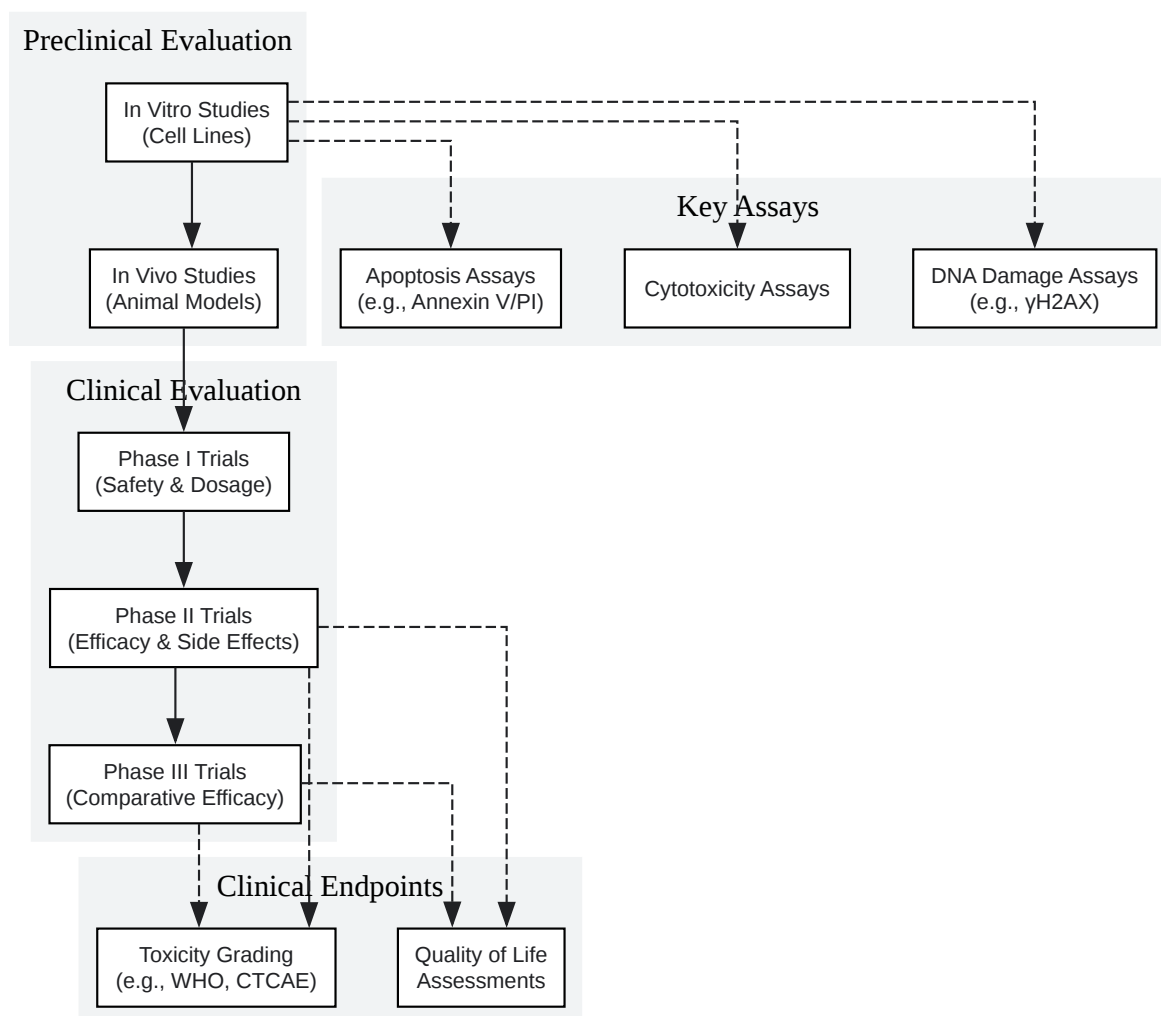 Preclinical Evaluation
In Vitro Studies
(Cell Lines)
Key Assays
In Vivo Studies
(Animal Models)
Apoptosis Assays
(e.g., Annexin V/PI)
Cytotoxicity Assays
DNA Damage Assays
(e.g., γH2AX)
Clinical Evaluation
Phase I Trials
(Safety & Dosage)
Phase II Trials
(Efficacy & Side Effects)
Phase III Trials
(Comparative Efficacy)
Clinical Endpoints
Toxicity Grading
(e.g., WHO, CTCAE)
Quality of Life
Assessments